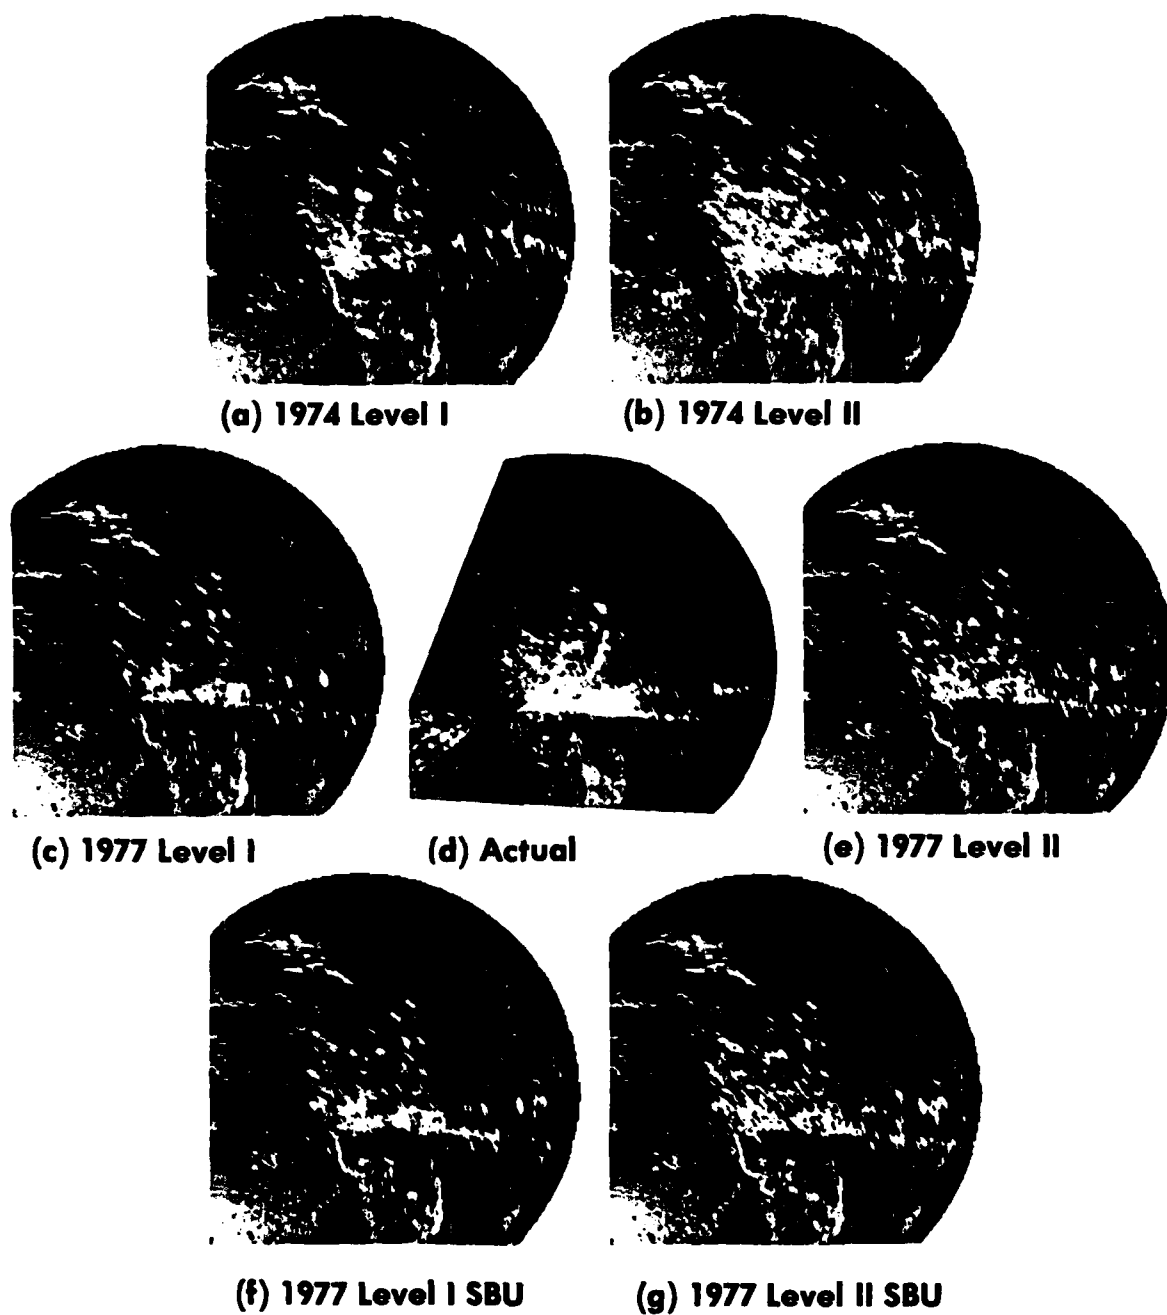 (a) 1974 Level I
(b) 1974 Level II
(c) 1977 Level I
(d) Actual
(e) 1977 Level II
(f) 1977 Level I SBU
(g) 1977 Level II SBU